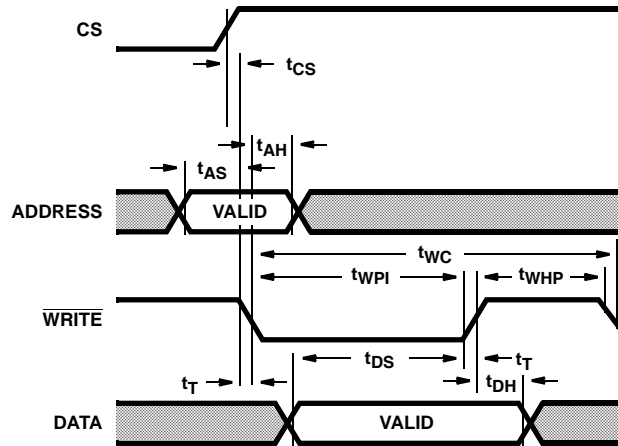 CS
tCS
tAH
tAS
ADDRESS
VALID
tWC
tWPI
tWHP
WRITE
tDS
tT
tT
tDH
DATA
VALID